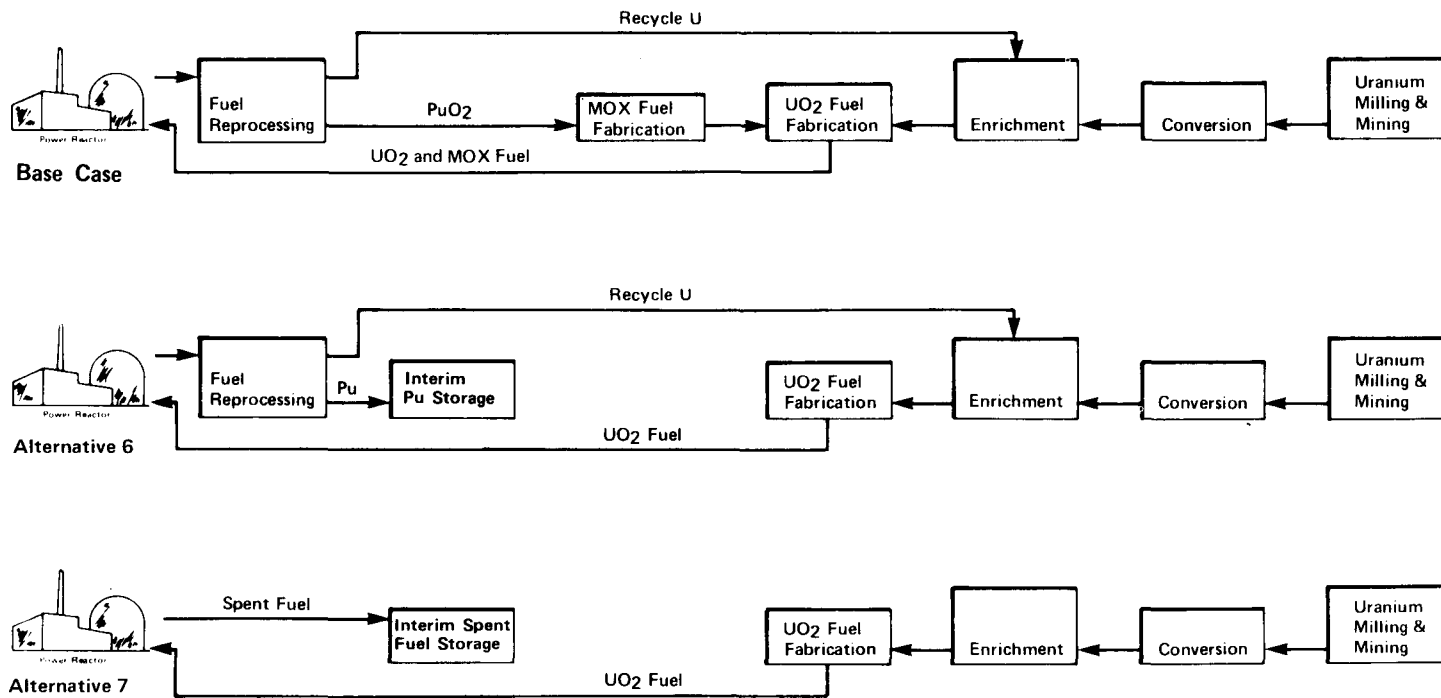 Recycle U
Fuel
Reprocessing
PuO2
MOX Fuel
Fabrication
UO2 Fuel
Fabrication
Enrichment
Conversion
Uranium
Milling &
Mining
Power Reactor
UO2 and MOX Fuel
Base Case
Recycle U
Fuel
Reprocessing
Pu
Interim
Pu Storage
UO2 Fuel
Fabrication
Enrichment
Conversion
Uranium
Milling &
Mining
Power Reactor
UO2 Fuel
Alternative 6
Spent Fuel
Interim Spent
Fuel Storage
UO2 Fuel
Fabrication
Enrichment
Conversion
Uranium
Milling &
Mining
Power Reactor
UO2 Fuel
Alternative 7